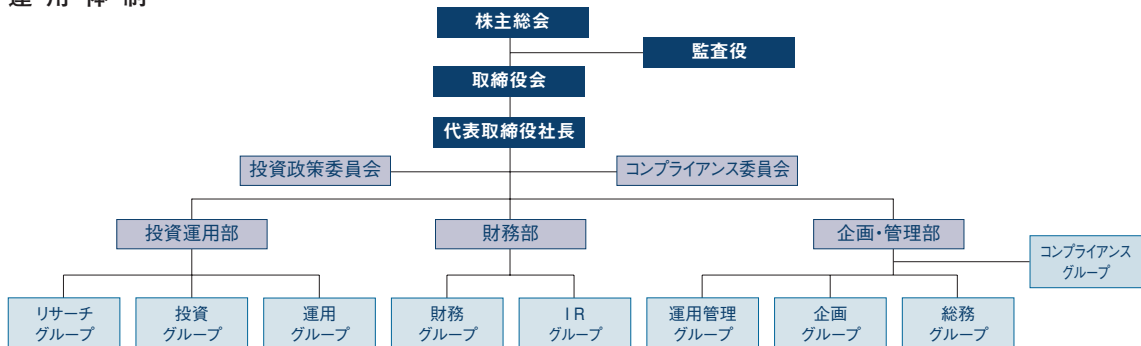 運用体制
株主総会
監査役
取締役会
代表取締役社長
投資政策委員会
コンプライアンス委員会
投資運用部
財務部
企画・管理部
コンプライアンス
グループ
リサーチ
グループ
投資
グループ
運用
グループ
財務
グループ
IR
グループ
運用管理
グループ
企画
グループ
総務
グループ